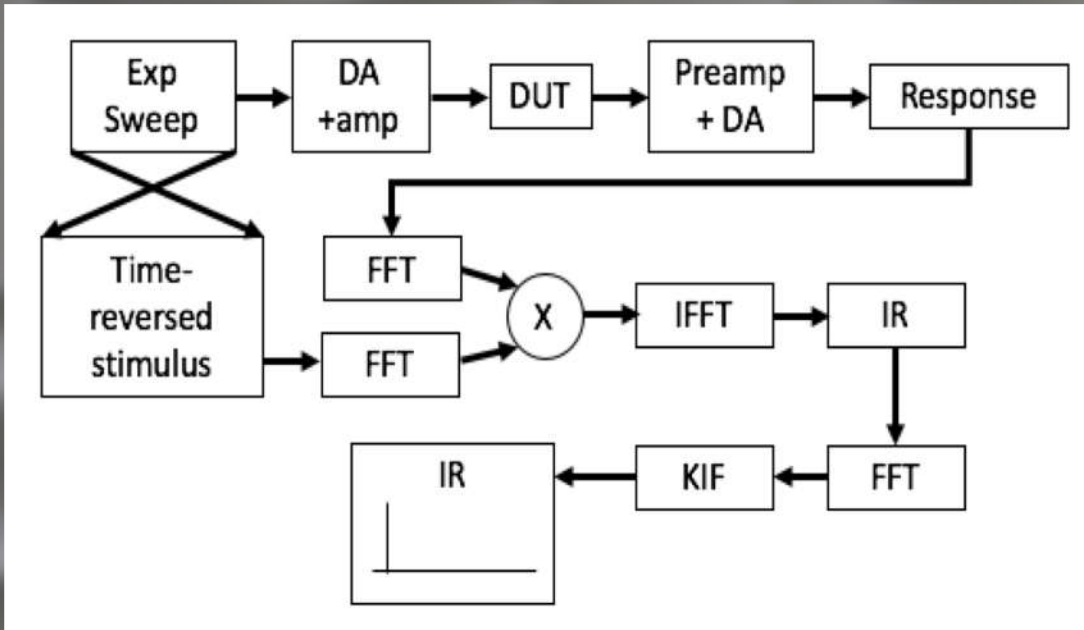 Exp
Sweep
DA
+amp
DUT
Preamp
+ DA
Response
Time-
reversed
stimulus
FFT
FFT
X
IFFT
IR
IR
KIF
FFT